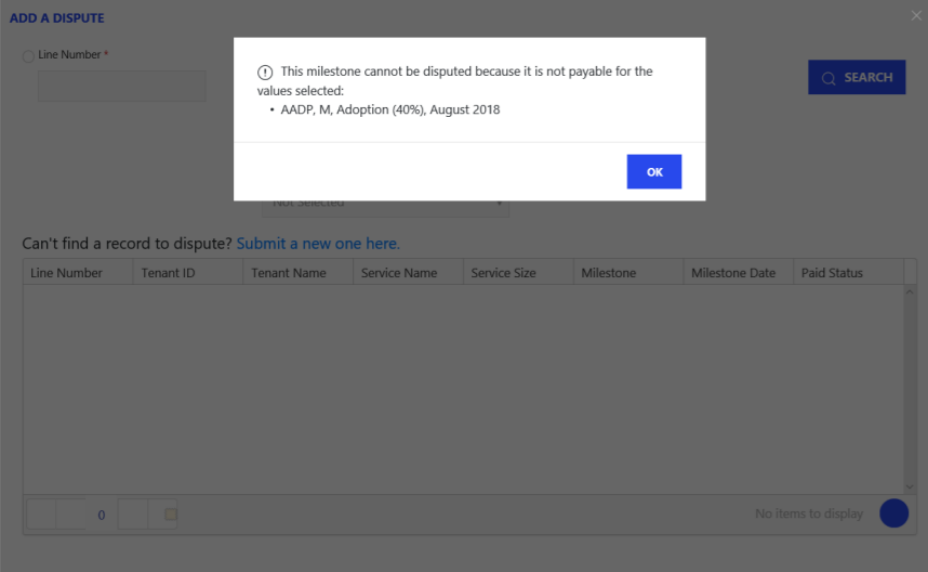 ADD A DISPUTE
Line Number *
This milestone cannot be disputed because it is not payable for the
values selected:
• AADP, M, Adoption (40%), August 2018
SEARCH
OK
Not Selected
Can't find a record to dispute? Submit a new one here.
Line Number Tenant ID Tenant Name Service Name Service Size Milestone Milestone Date Paid Status
0 No items to display